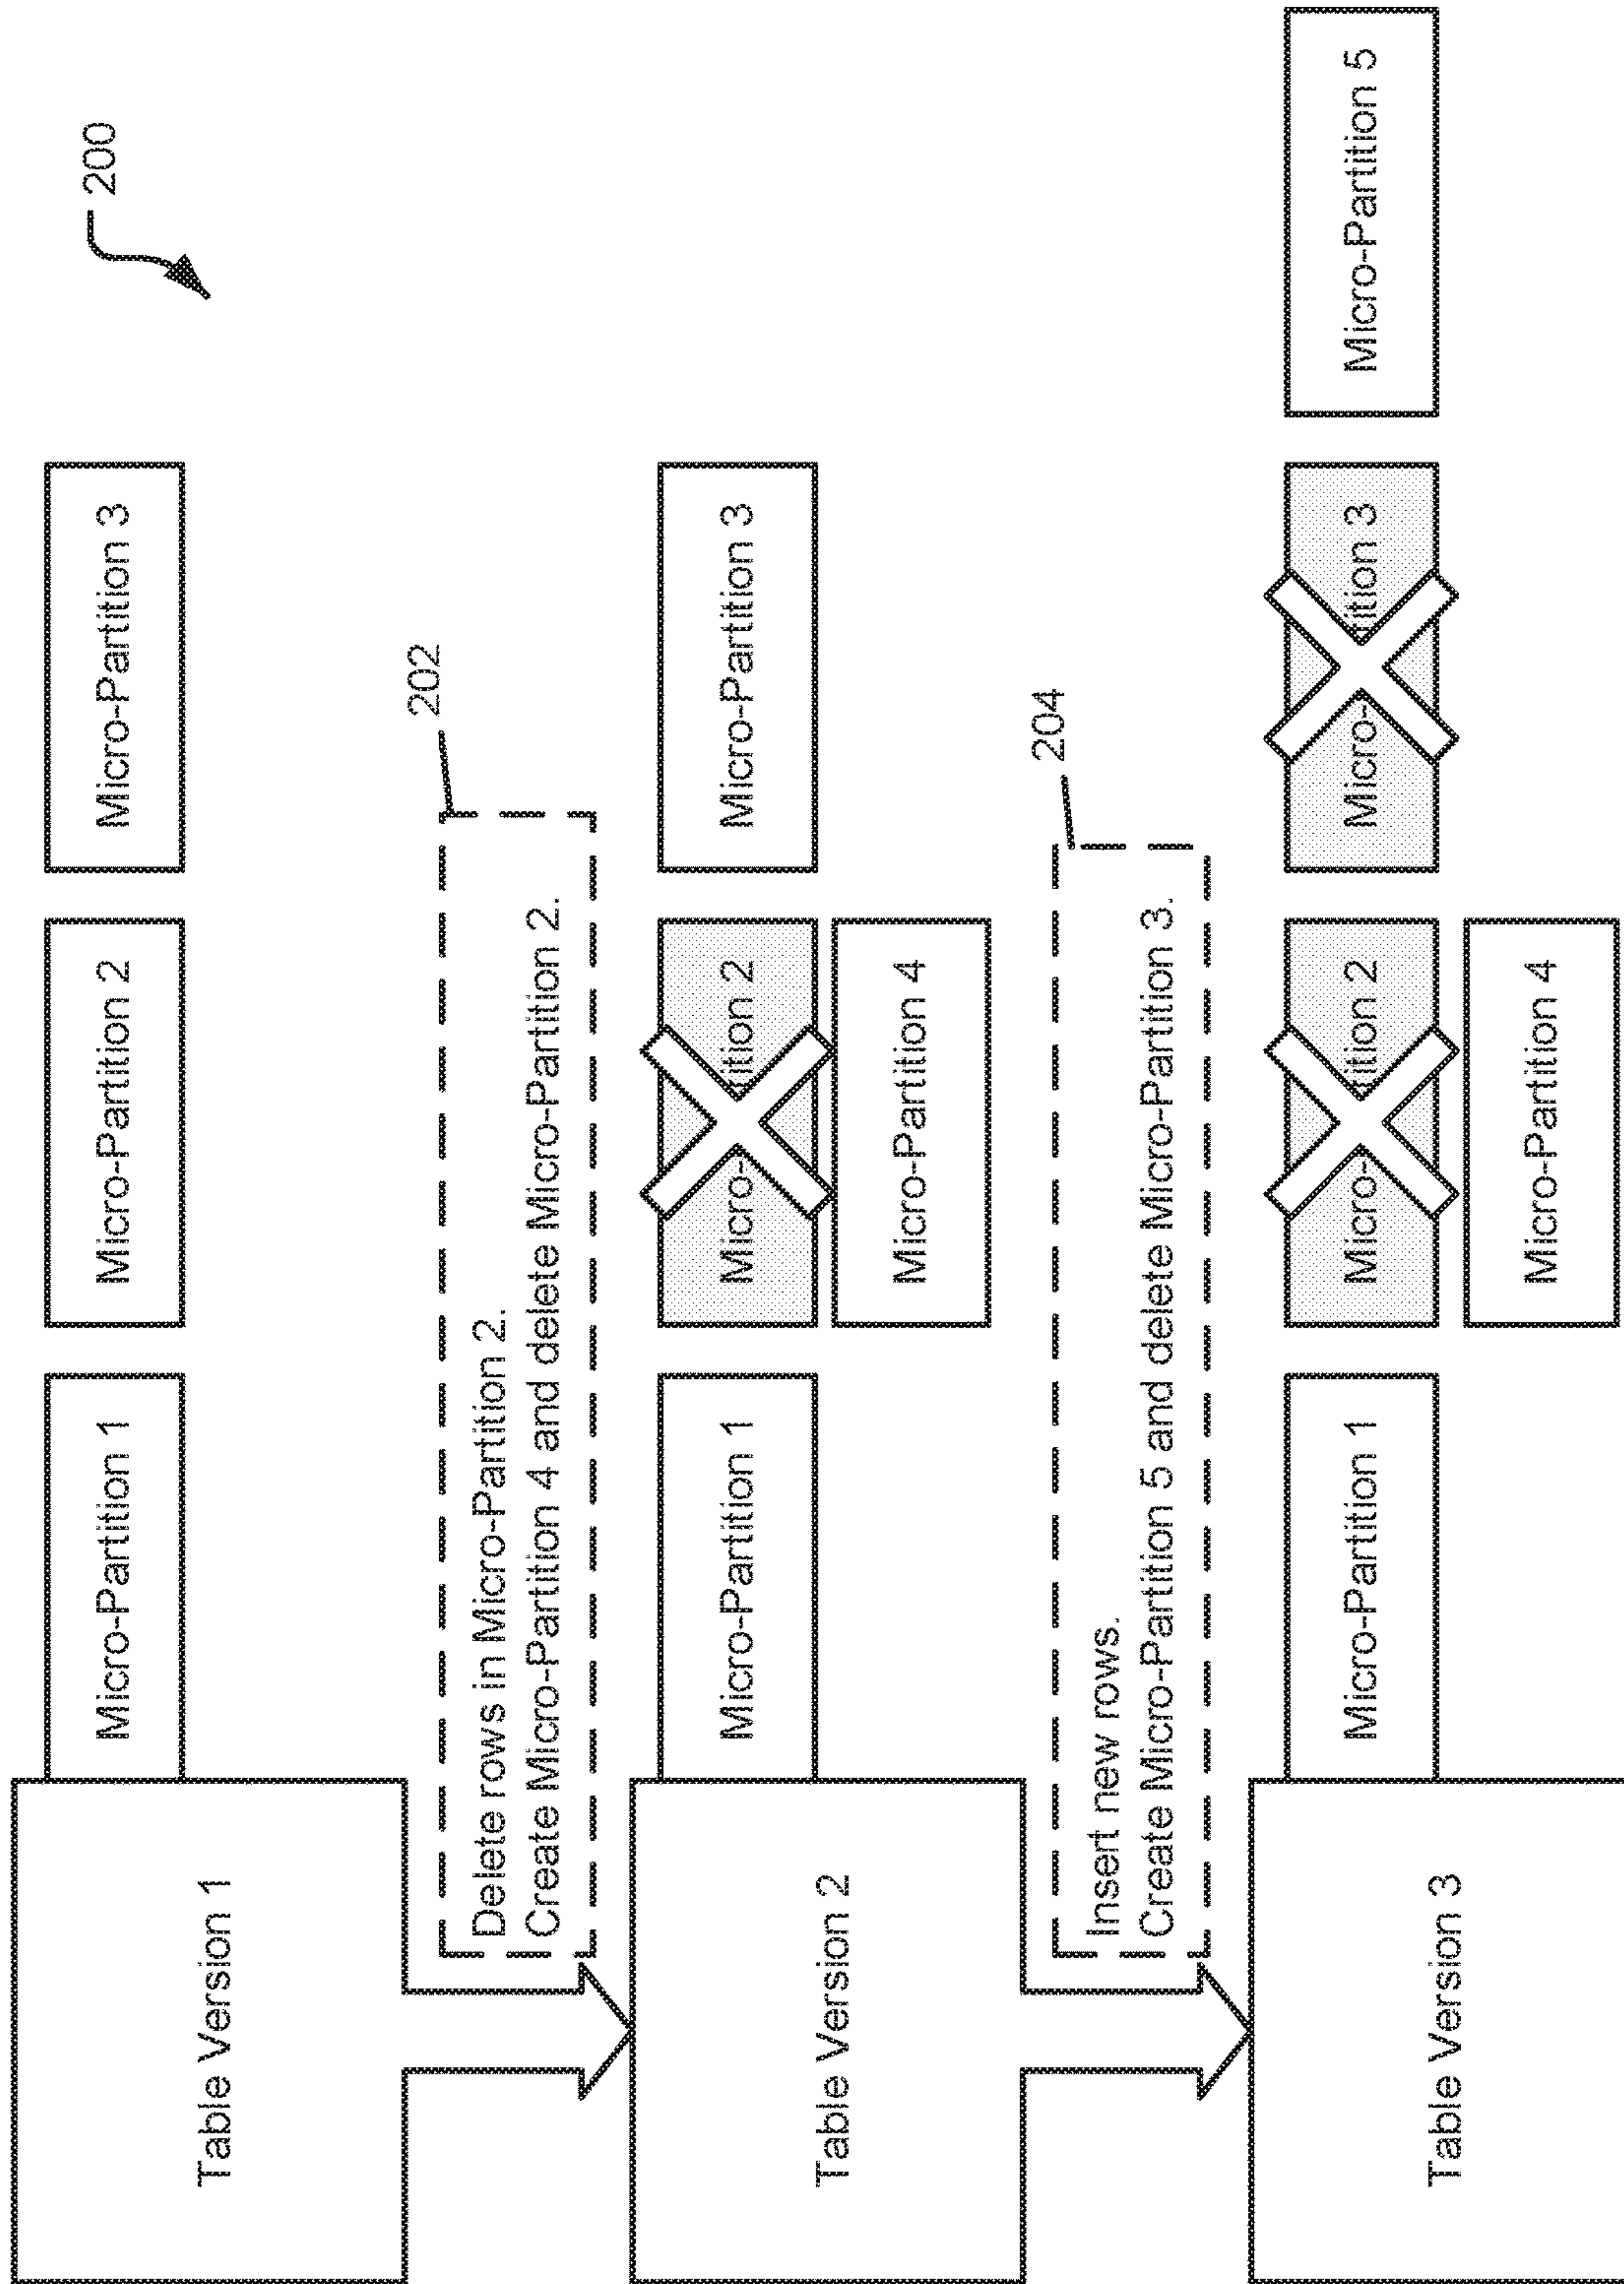 200
Table Version 1
Micro-Partition 1
Micro-Partition 2
Micro-Partition 3
202
Delete rows in Micro-Partition 2.
Create Micro-Partition 4 and delete Micro-Partition 2.
Table Version 2
Micro-Partition 1
Micro- ition 2
Micro-Partition 3
Micro-Partition 4
204
Insert new rows.
Create Micro-Partition 5 and delete Micro-Partition 3.
Table Version 3
Micro-Partition 1
Micro- ition 2
Micro- ition 3
Micro-Partition 5
Micro-Partition 4